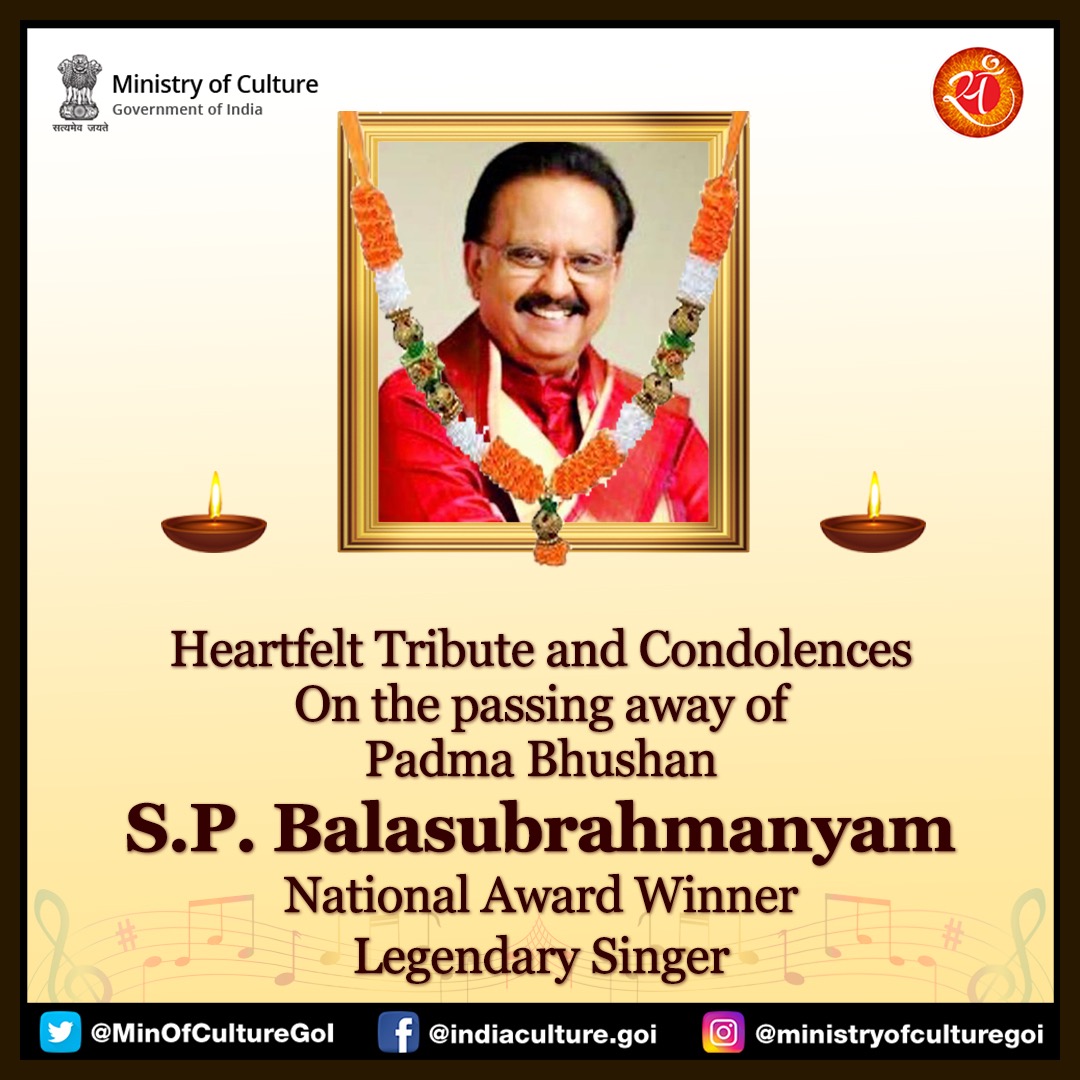 Ministry of Culture
Government of India
सत्यमेव जयते
Heartfelt Tribute and Condolences
On the passing away of
Padma Bhushan
S.P. Balasubrahmanyam
National Award Winner
Legendary Singer
@MinOfCultureGoI
@indiaculture.goi
@ministryofculturegoi